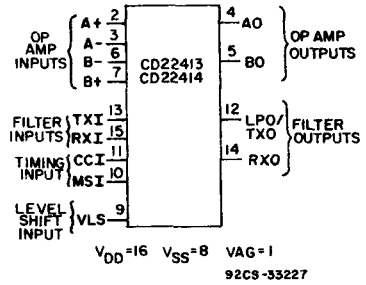 OP AMP INPUTS
A+ 2
A- 3
B- 6
B+ 7
FILTER INPUTS
TXI 13
RXI 15
TIMING INPUT
CCI 11
MSI 10
LEVEL SHIFT INPUT
VLS 9
CD22413
CD22414
4 AO
5 BO
OP AMP OUTPUTS
12 LPO/TXO
14 RXO
FILTER OUTPUTS
VDD=16 VSS=8 VAG=1
92CS-33227